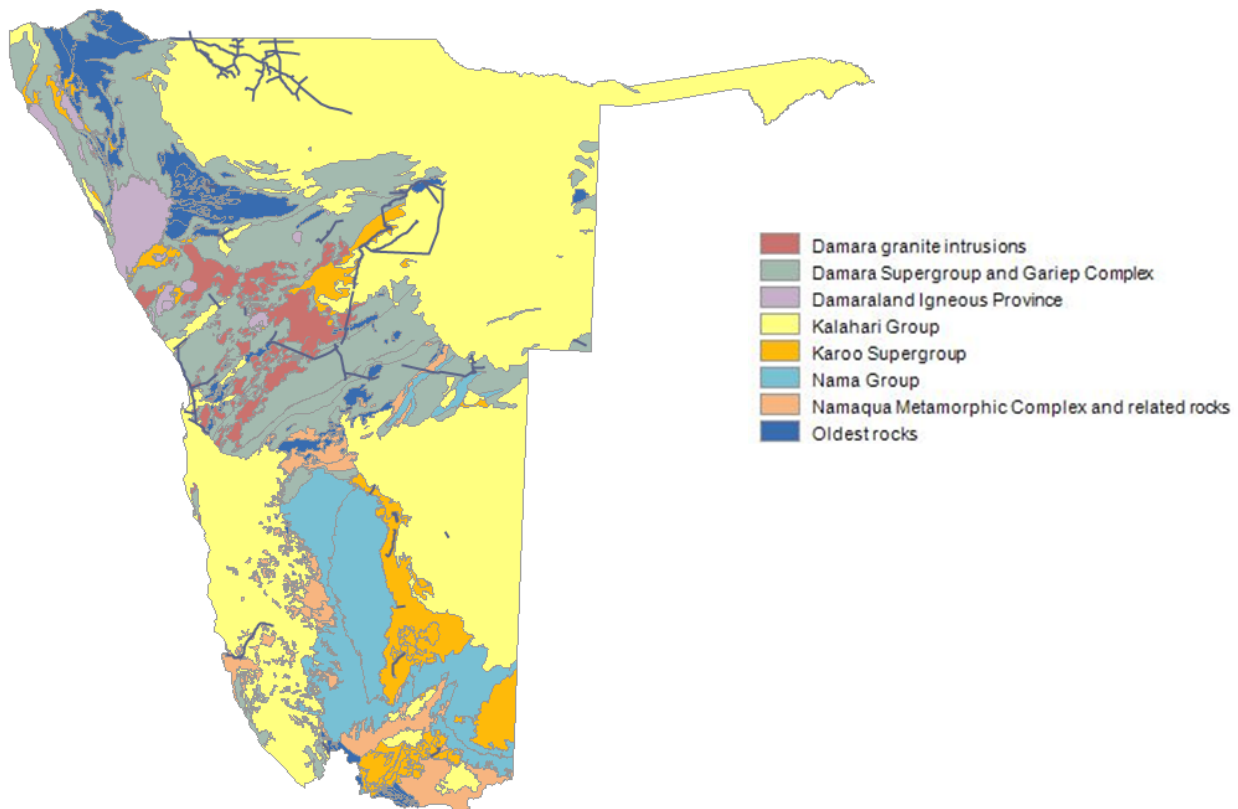 Damara granite intrusions
Damara Supergroup and Gariep Complex
Damaraland Igneous Province
Kalahari Group
Karoo Supergroup
Nama Group
Namaqua Metamorphic Complex and related rocks
Oldest rocks